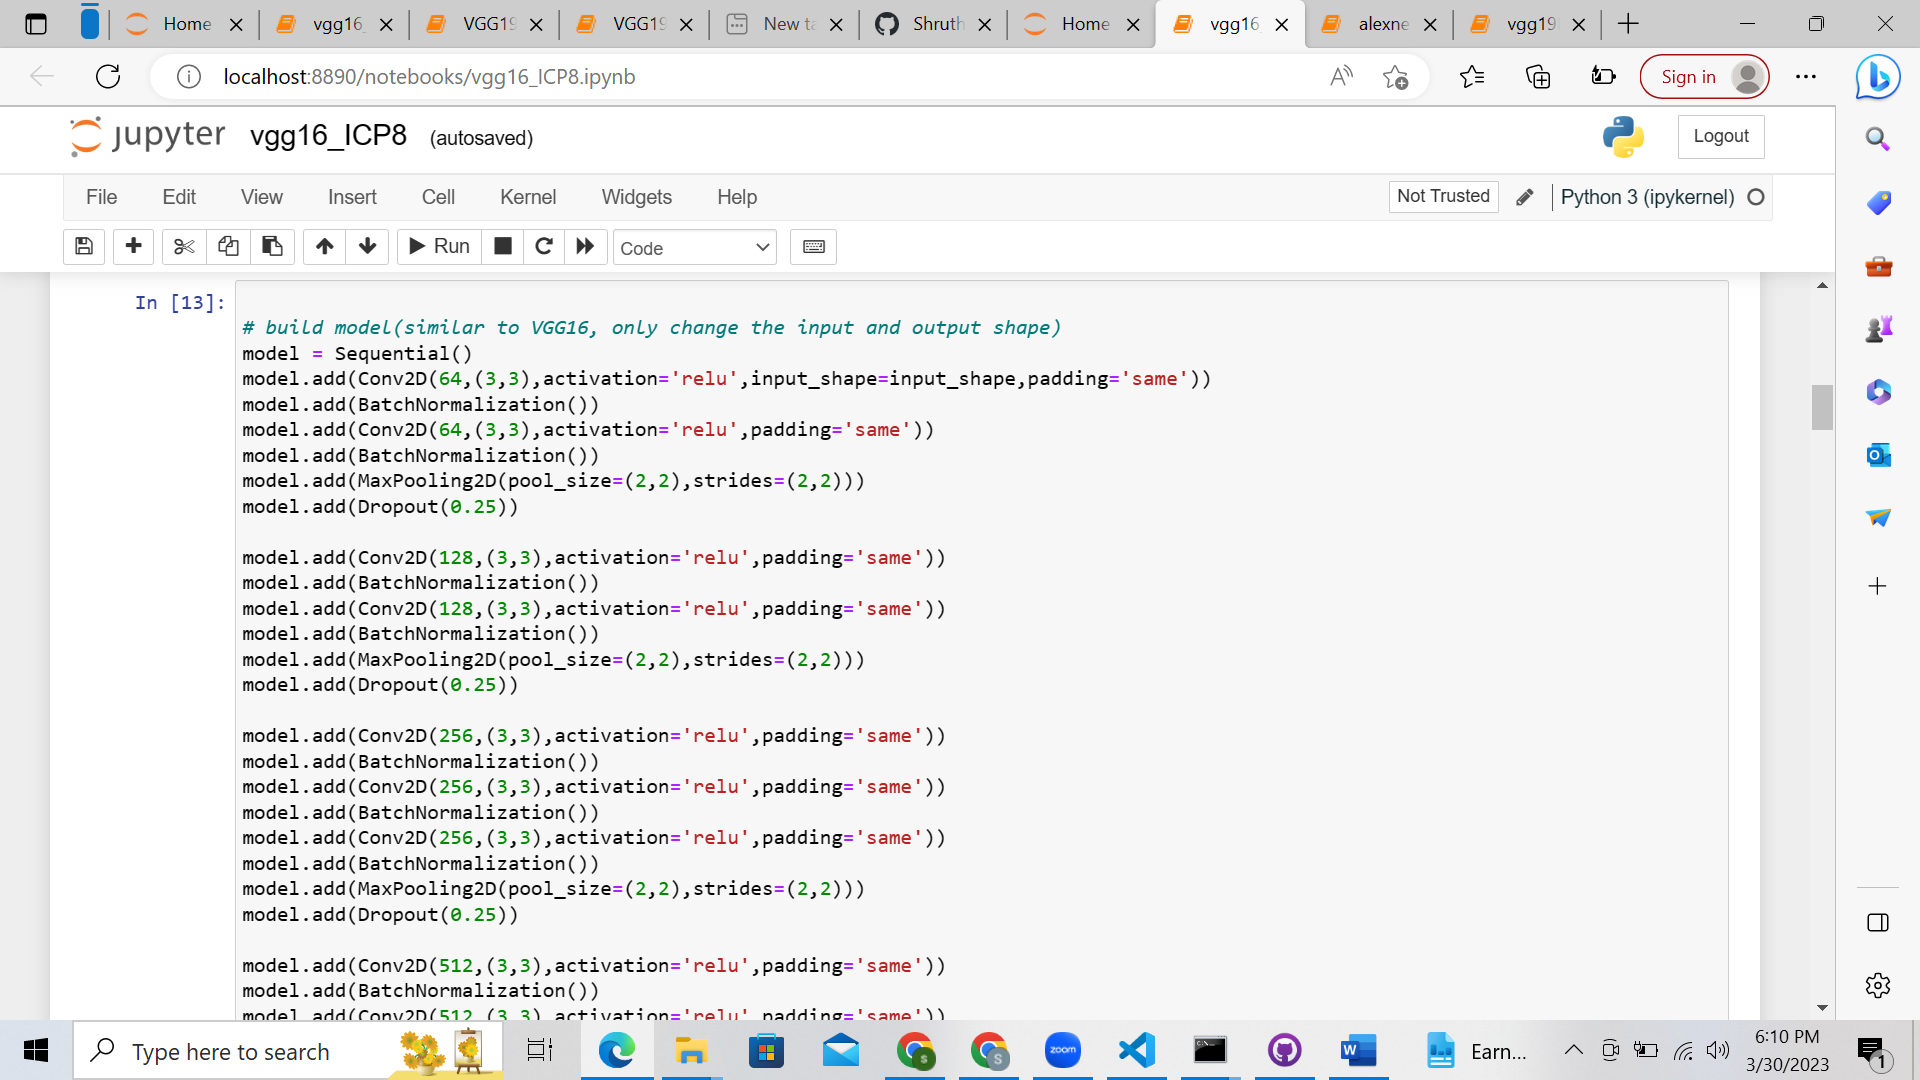 Home
vgg16_
VGG19
VGG19
New ta
Shruth
Home
vgg16_
alexne
vgg19
localhost:8890/notebooks/vgg16_ICP8.ipynb
Sign in
jupyter vgg16_ICP8 (autosaved)
Logout
File Edit View Insert Cell Kernel Widgets Help
Not Trusted
Python 3 (ipykernel)
Run
Code
In [13]:
# build model(similar to VGG16, only change the input and output shape)
model = Sequential()
model.add(Conv2D(64,(3,3),activation='relu',input_shape=input_shape,padding='same'))
model.add(BatchNormalization())
model.add(Conv2D(64,(3,3),activation='relu',padding='same'))
model.add(BatchNormalization())
model.add(MaxPooling2D(pool_size=(2,2),strides=(2,2)))
model.add(Dropout(0.25))
model.add(Conv2D(128,(3,3),activation='relu',padding='same'))
model.add(BatchNormalization())
model.add(Conv2D(128,(3,3),activation='relu',padding='same'))
model.add(BatchNormalization())
model.add(MaxPooling2D(pool_size=(2,2),strides=(2,2)))
model.add(Dropout(0.25))
model.add(Conv2D(256,(3,3),activation='relu',padding='same'))
model.add(BatchNormalization())
model.add(Conv2D(256,(3,3),activation='relu',padding='same'))
model.add(BatchNormalization())
model.add(Conv2D(256,(3,3),activation='relu',padding='same'))
model.add(BatchNormalization())
model.add(MaxPooling2D(pool_size=(2,2),strides=(2,2)))
model.add(Dropout(0.25))
model.add(Conv2D(512,(3,3),activation='relu',padding='same'))
model.add(BatchNormalization())
model.add(Conv2D(512,(3,3),activation='relu',padding='same'))
Type here to search
zoom
Earn...
6:10 PM
3/30/2023
1